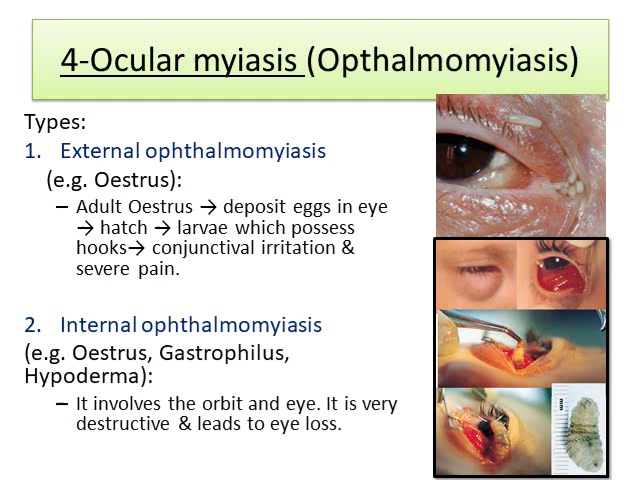 4-Ocular myiasis (Opthalmomyiasis)
Types:
1. External ophthalmomyiasis
(e.g. Oestrus):
– Adult Oestrus → deposit eggs in eye
→ hatch → larvae which possess
hooks→ conjunctival irritation &
severe pain.
2. Internal ophthalmomyiasis
(e.g. Oestrus, Gastrophilus,
Hypoderma):
– It involves the orbit and eye. It is very
destructive & leads to eye loss.
mm